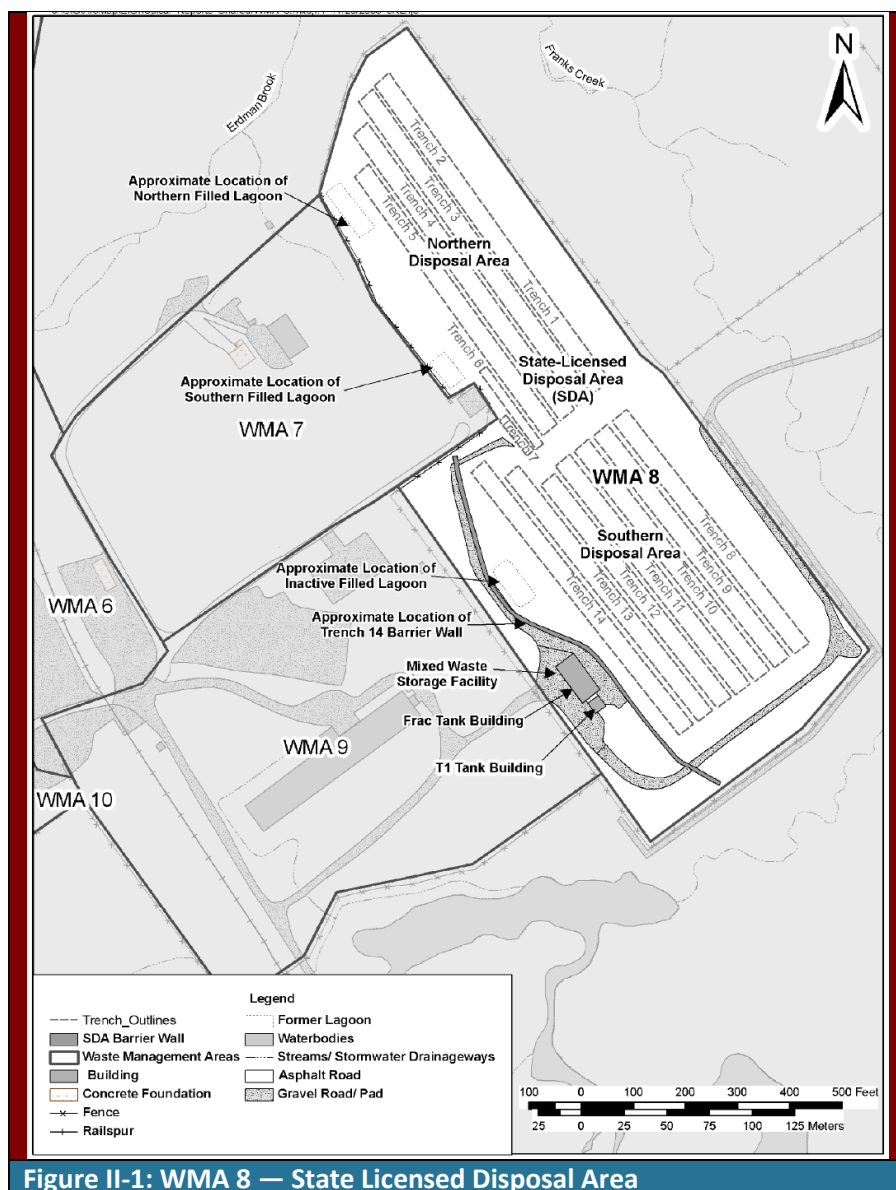 N
Franks Creek
Erdman Brook
Approximate Location of
Northern Filled Lagoon
Trench 2
Trench 3
Trench 4
Trench 5
Northern
Disposal Area
Trench 1
Trench 6
State-Licensed
Disposal Area
(SDA)
Approximate Location of
Southern Filled Lagoon
WMA 7
Trench 7
WMA 8
Southern
Disposal Area
Trench 8
Trench 9
Trench 10
Trench 11
Trench 12
Trench 13
Trench 14
Approximate Location of
Inactive Filled Lagoon
WMA 6
Approximate Location of
Trench 14 Barrier Wall
Mixed Waste
Storage Facility
Frac Tank Building
WMA 9
T1 Tank Building
WMA 10
Legend
Trench_Outlines
SDA Barrier Wall
Waste Management Areas
Building
Concrete Foundation
Fence
Railspur
Former Lagoon
Waterbodies
Streams/ Stormwater Drainageways
Asphalt Road
Gravel Road/ Pad
100 0 100 200 300 400 500 Feet
25 0 25 50 75 100 125 Meters
Figure II-1: WMA 8 — State Licensed Disposal Area